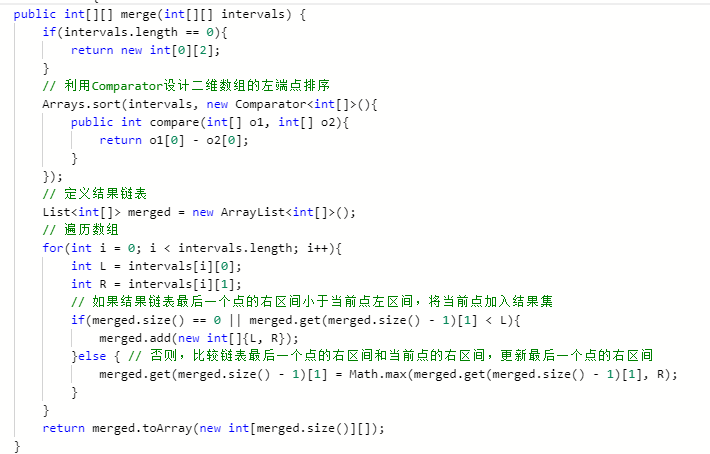 public int[][] merge(int[][] intervals) {
if(intervals.length == 0){
return new int[0][2];
}
// 利用Comparator设计二维数组的左端点排序
Arrays.sort(intervals, new Comparator<int[]>(){
public int compare(int[] o1, int[] o2){
return o1[0] - o2[0];
}
});
// 定义结果链表
List<int[]> merged = new ArrayList<int[]>();
// 遍历数组
for(int i = 0; i < intervals.length; i++){
int L = intervals[i][0];
int R = intervals[i][1];
// 如果结果链表最后一个点的右区间小于当前点左区间，将当前点加入结果集
if(merged.size() == 0 || merged.get(merged.size() - 1)[1] < L){
merged.add(new int[]{L, R});
}else { // 否则，比较链表最后一个点的右区间和当前点的右区间，更新最后一个点的右区间
merged.get(merged.size() - 1)[1] = Math.max(merged.get(merged.size() - 1)[1], R);
}
}
return merged.toArray(new int[merged.size()][]);
}